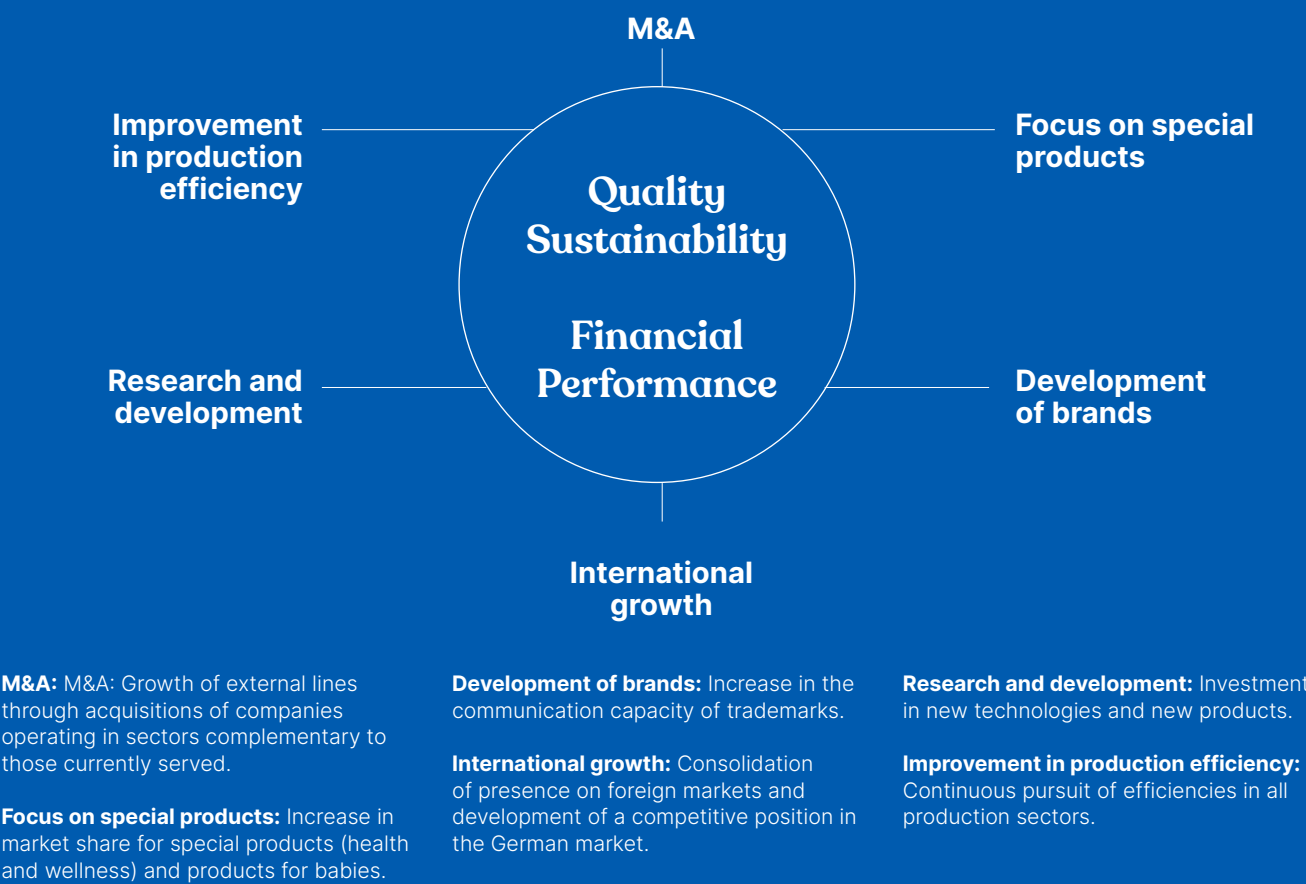 M&A
Improvement
in production
efficiency
Focus on special
products
Quality
Sustainability
Financial
Performance
Research and
development
Development
of brands
International
growth
M&A: M&A: Growth of external lines
through acquisitions of companies
operating in sectors complementary to
those currently served.
Focus on special products: Increase in
market share for special products (health
and wellness) and products for babies.
Development of brands: Increase in the
communication capacity of trademarks.
International growth: Consolidation
of presence on foreign markets and
development of a competitive position in
the German market.
Research and development: Investment
in new technologies and new products.
Improvement in production efficiency:
Continuous pursuit of efficiencies in all
production sectors.